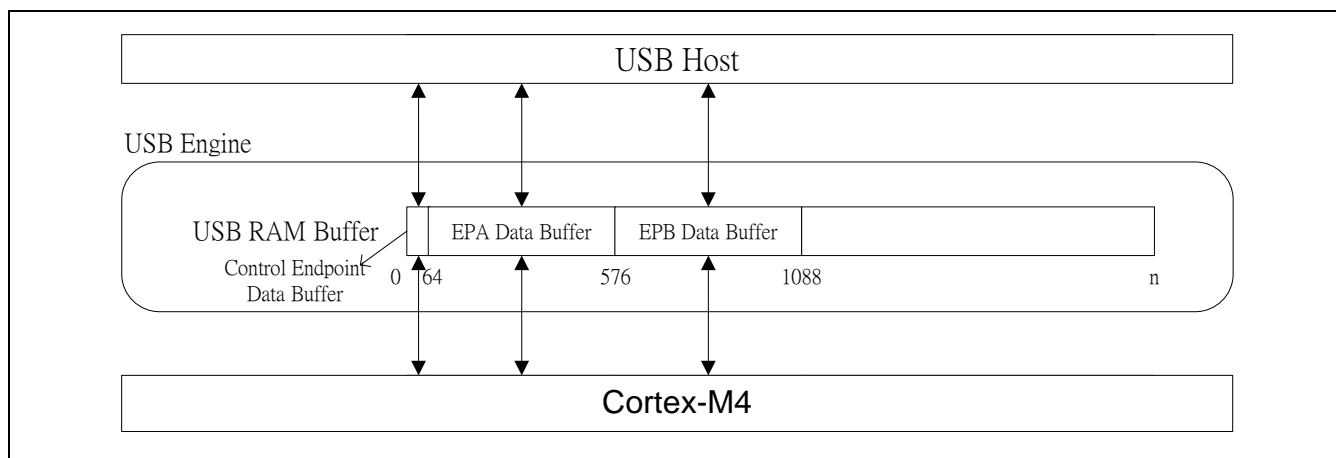 USB Host
USB Engine
USB RAM Buffer
EPA Data Buffer
EPB Data Buffer
Control Endpoint
Data Buffer
0
64
576
1088
n
Cortex-M4